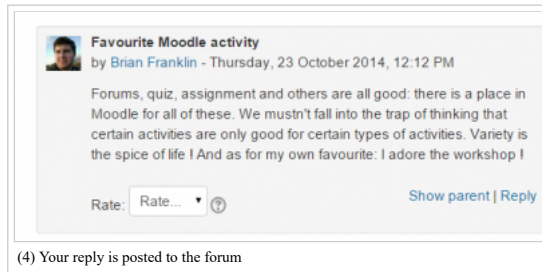 Favourite Moodle activity
by Brian Franklin - Thursday, 23 October 2014, 12:12 PM
Forums, quiz, assignment and others are all good: there is a place in
Moodle for all of these. We mustn't fall into the trap of thinking that
certain activities are only good for certain types of activities. Variety is
the spice of life ! And as for my own favourite: I adore the workshop !
Show parent | Reply
Rate: Rate... ?
(4) Your reply is posted to the forum